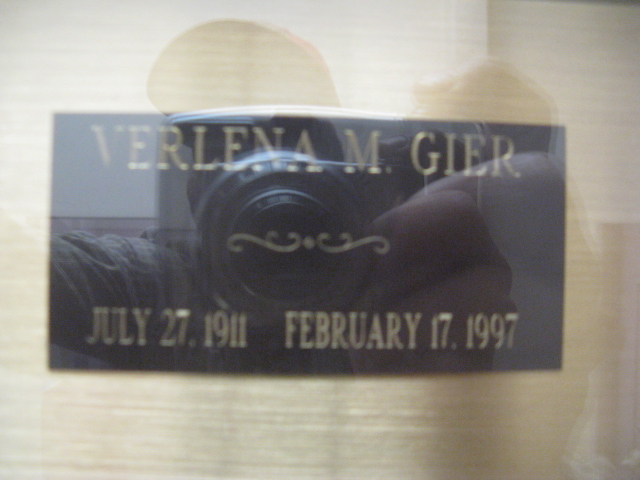 VERLENA M. GIER
JULY 27, 1911 FEBRUARY 17, 1997